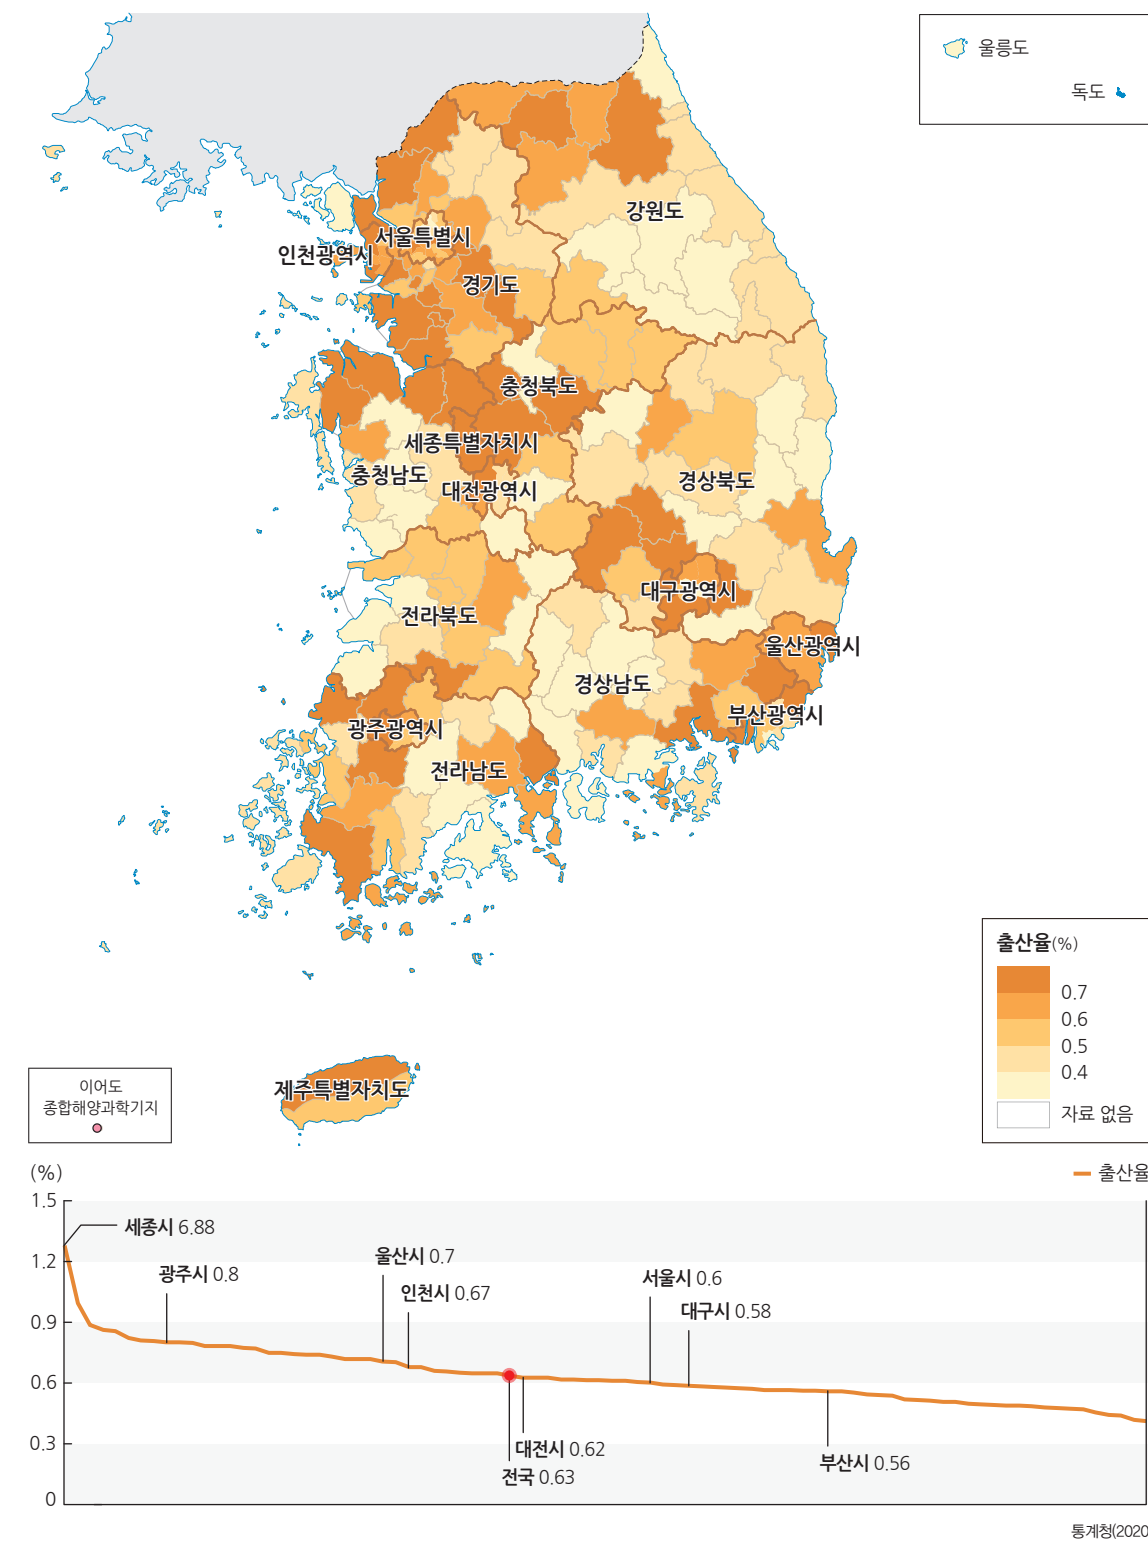 울릉도
독도
강원도
서울특별시
인천광역시
경기도
충청북도
세종특별자치시
충청남도
대전광역시
경상북도
대구광역시
전라북도
울산광역시
경상남도
부산광역시
광주광역시
전라남도
출산율(%)
0.7
0.6
0.5
0.4
자료 없음
이어도
종합해양과학기지
제주특별자치도
(%)
출산율
1.5
1.2
0.9
0.6
0.3
0
세종시 6.88
광주시 0.8
울산시 0.7
인천시 0.67
서울시 0.6
대구시 0.58
대전시 0.62
전국 0.63
부산시 0.56
통계청(2020